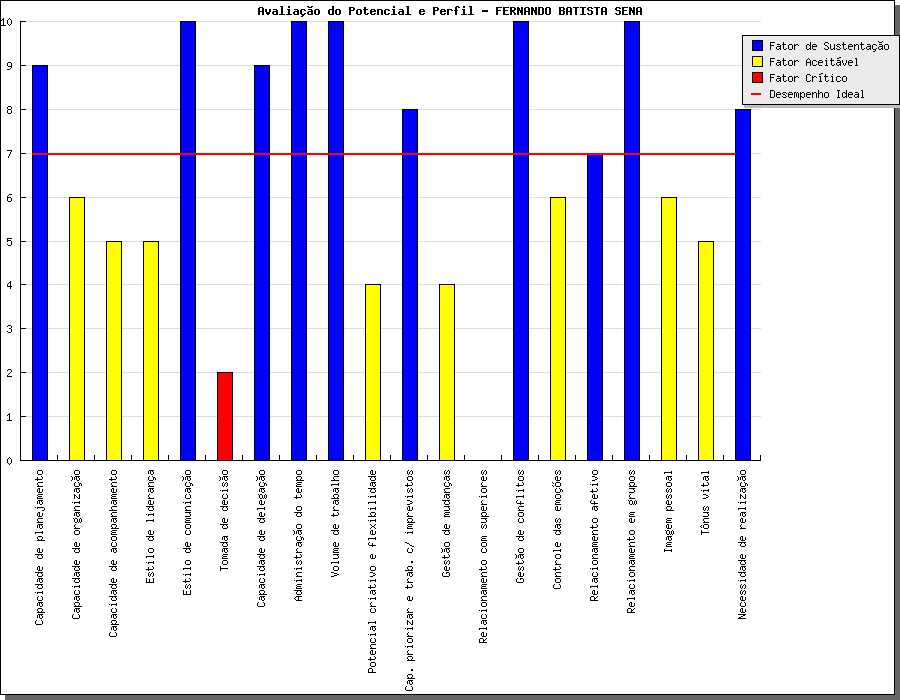 Avaliação do Potencial e Perfil - FERNANDO BATISTA SENA
Fator de Sustentação
Fator Aceitável
Fator Crítico
Desempenho Ideal
10
9
8
7
6
5
4
3
2
1
0
Capacidade de planejamento
Capacidade de organização
Capacidade de acompanhamento
Estilo de liderança
Estilo de comunicação
Tomada de decisão
Capacidade de delegação
Administração do tempo
Volume de trabalho
Potencial criativo e flexibilidade
Cap. priorizar e trab. c/ imprevistos
Gestão de mudanças
Relacionamento com superiores
Gestão de conflitos
Controle das emoções
Relacionamento afetivo
Relacionamento em grupos
Imagem pessoal
Tônus vital
Necessidade de realização